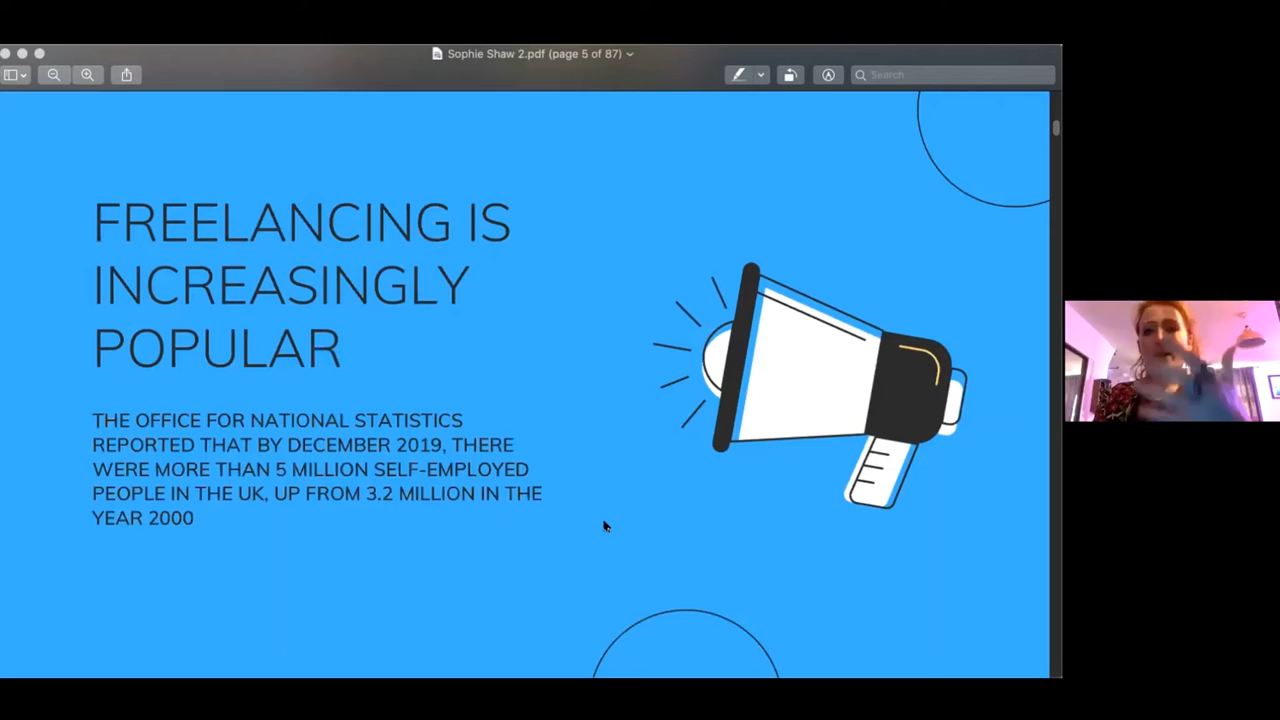 Sophie Shaw 2.pdf (page 5 of 87)
Search
FREELANCING IS
INCREASINGLY
POPULAR
THE OFFICE FOR NATIONAL STATISTICS
REPORTED THAT BY DECEMBER 2019, THERE
WERE MORE THAN 5 MILLION SELF-EMPLOYED
PEOPLE IN THE UK, UP FROM 3.2 MILLION IN THE
YEAR 2000